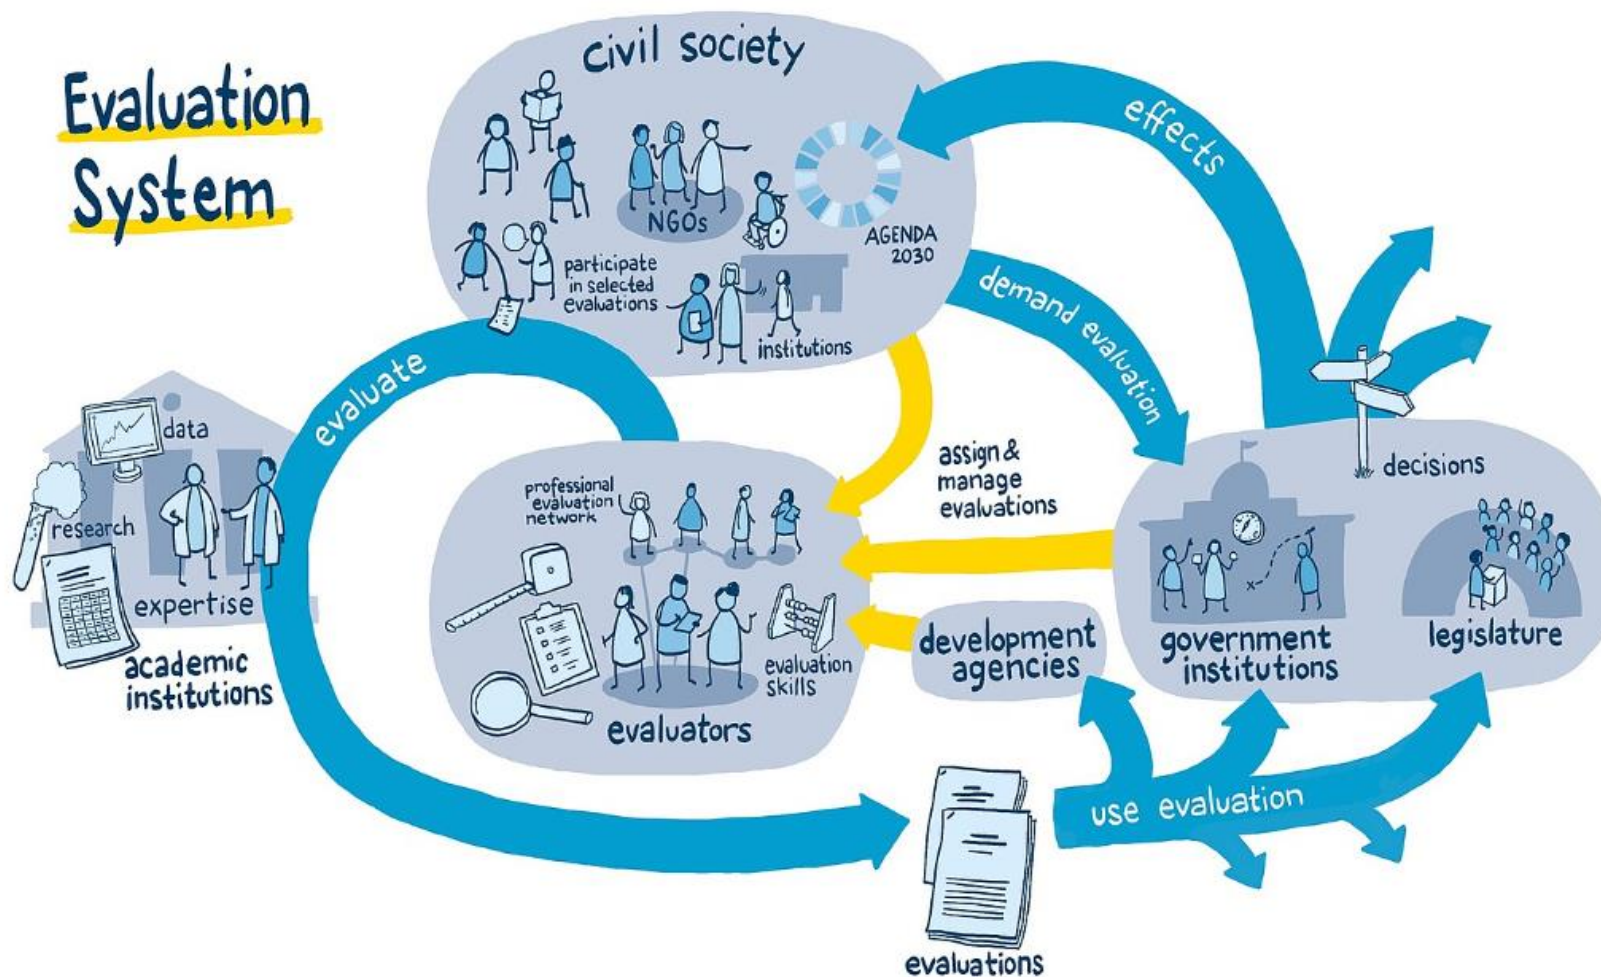 Evaluation
System
civil society
NGOs
AGENDA
2030
participate
in selected
evaluations
institutions
effects
demand evaluation
evaluate
data
research
expertise
academic
institutions
professional
evaluation
network
evaluation
skills
evaluators
assign &
manage
evaluations
development
agencies
decisions
government
institutions
legislature
use evaluation
evaluations